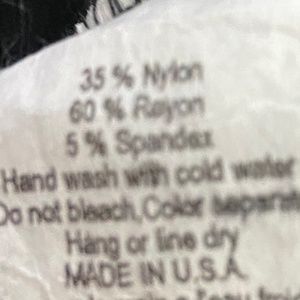 35 % Nylon
60 % Rayon
5 % Spandex
Hand wash with cold water
Do not bleach, Color
Hang or line dry
MADE IN U.S.A.